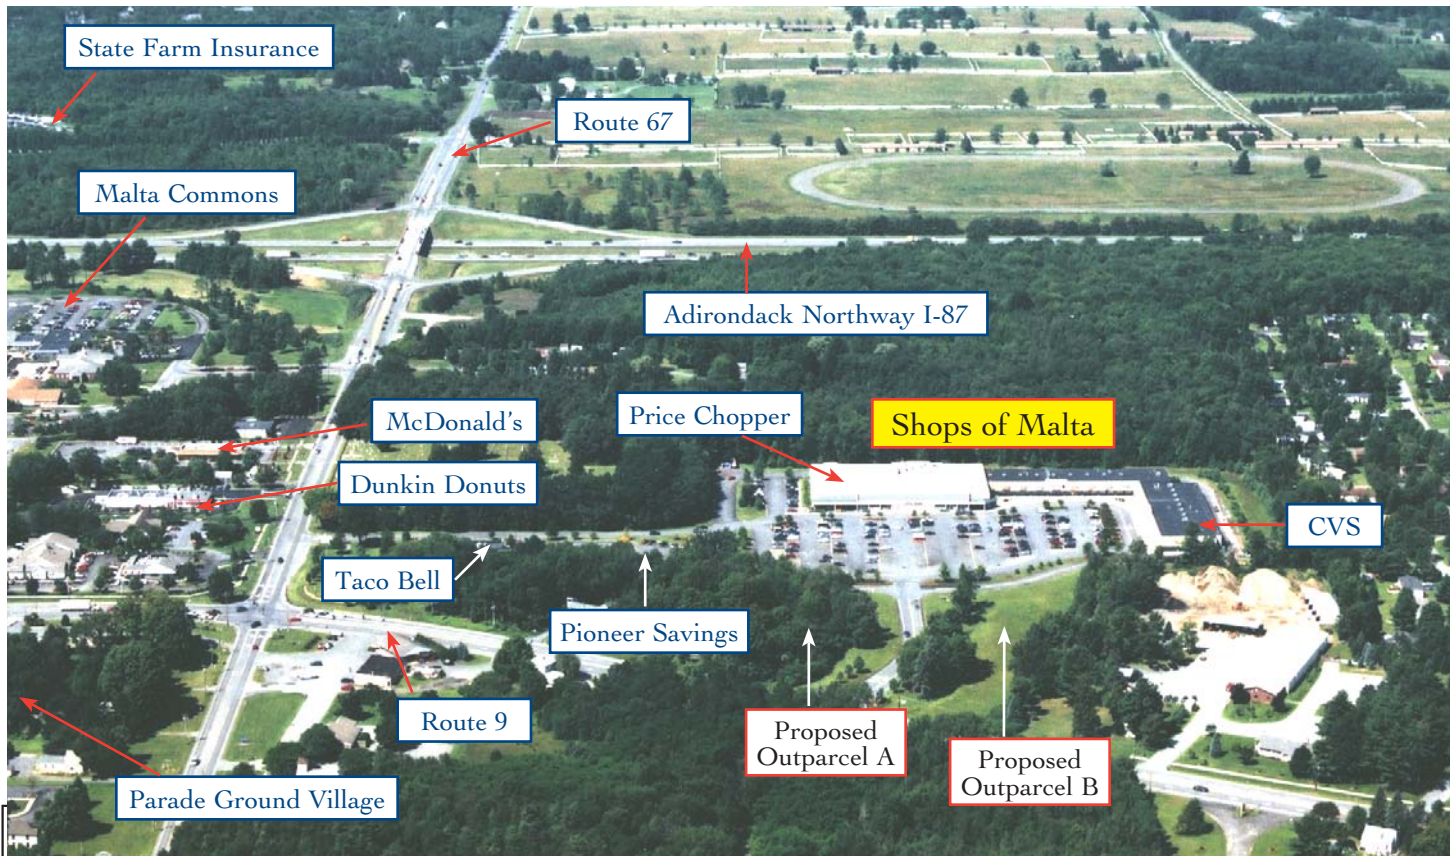 State Farm Insurance
Route 67
Malta Commons
Adirondack Northway I-87
McDonald's
Price Chopper
Shops of Malta
Dunkin Donuts
CVS
Taco Bell
Pioneer Savings
Route 9
Proposed
Outparcel A
Proposed
Outparcel B
Parade Ground Village